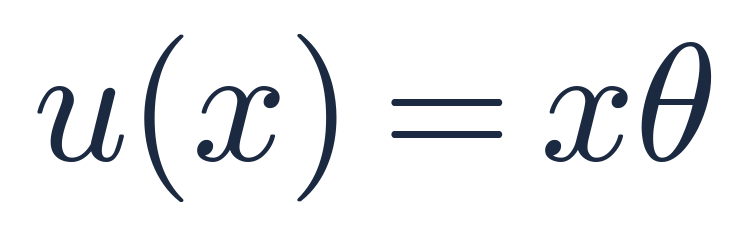 u(x) = xθ